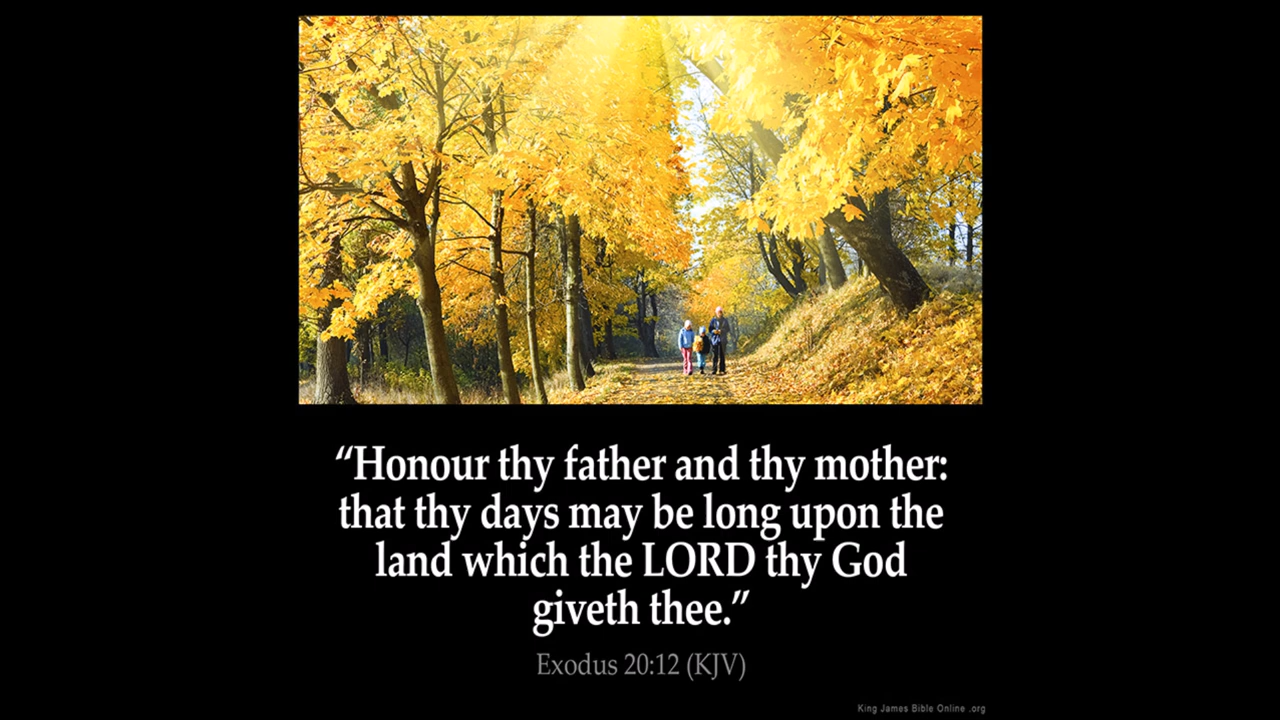 “Honour thy father and thy mother:
that thy days may be long upon the
land which the LORD thy God
giveth thee.”
Exodus 20:12 (KJV)
King James Bible Online .org